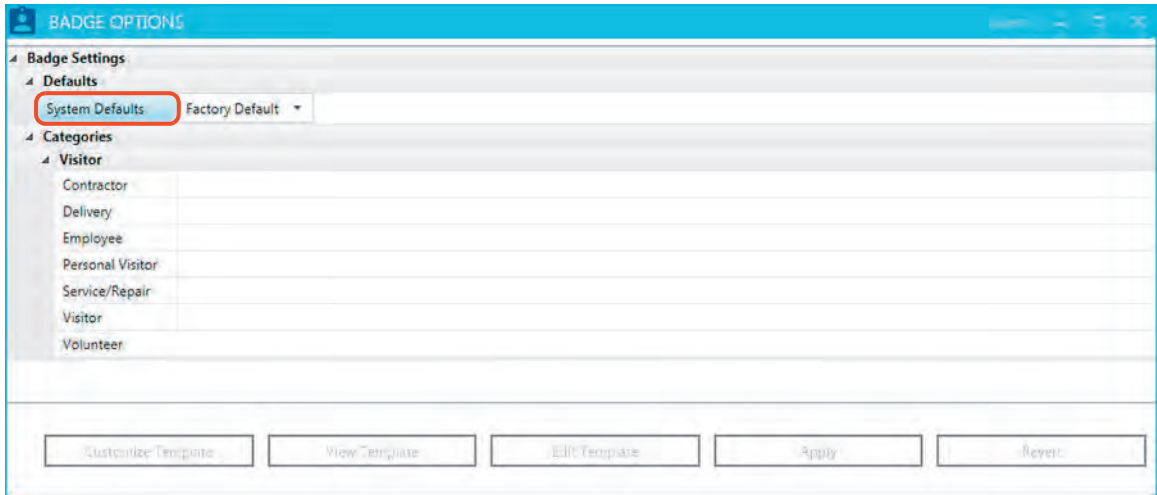 BADGE OPTIONS
Badge Settings
Defaults
System Defaults Factory Default
Categories
Visitor
Contractor
Delivery
Employee
Personal Visitor
Service/Repair
Visitor
Volunteer
Customize Template View Template Edit Template Apply Revert